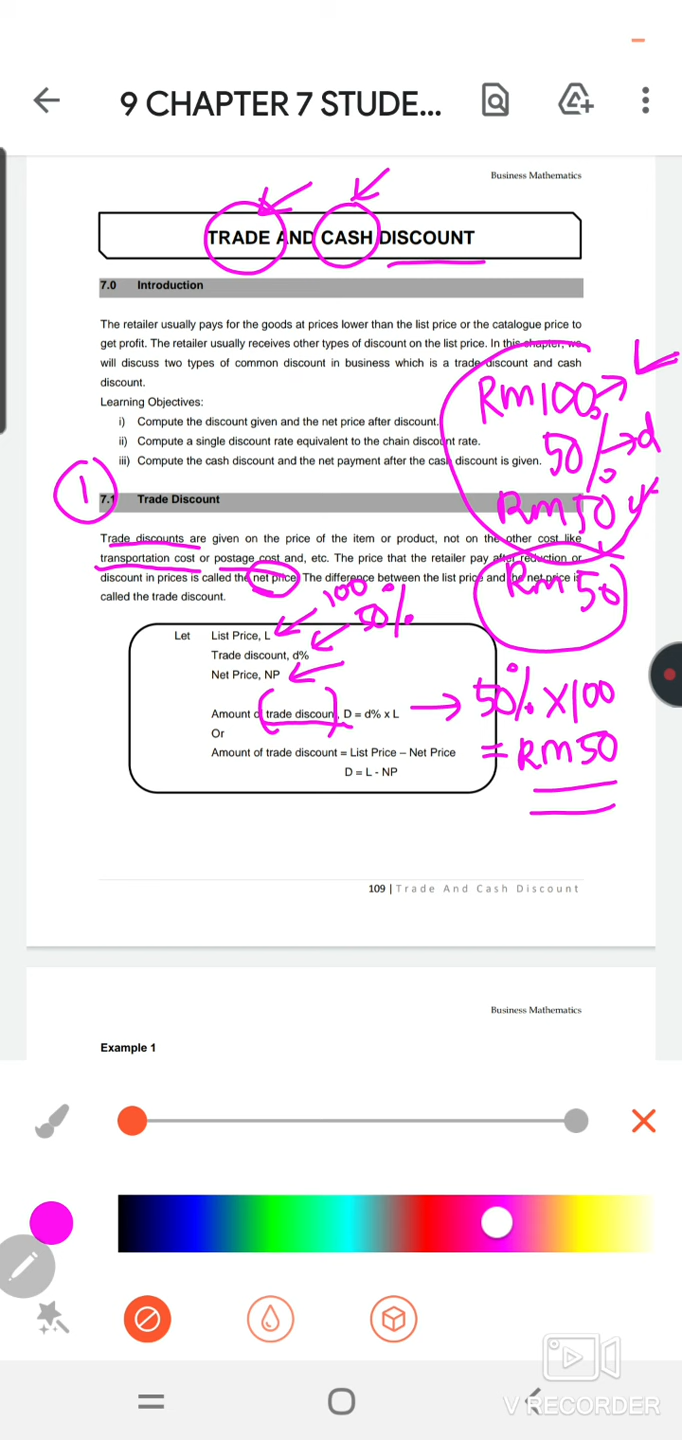 9 CHAPTER 7 STUDE...
Business Mathematics
TRADE AND CASH DISCOUNT
7.0 Introduction
The retailer usually pays for the goods at prices lower than the list price or the catalogue price to
get profit. The retailer usually receives other types of discount on the list price. In this chapter, we
will discuss two types of common discount in business which is a trade discount and cash
discount.
Learning Objectives:
i) Compute the discount given and the net price after discount.
ii) Compute a single discount rate equivalent to the chain discount rate.
iii) Compute the cash discount and the net payment after the cash discount is given.
RM100
50% → d
RM50
RM 50
1
7.1 Trade Discount
Trade discounts are given on the price of the item or product, not on the other cost like
transportation cost or postage cost and, etc. The price that the retailer pay after reduction or
discount in prices is called the net price. The difference between the list price and the net price is
called the trade discount.
100
50%
Let List Price, L
Trade discount, d%
Net Price, NP
Amount of trade discount, D = d% x L
→ 50% X 100
Or
Amount of trade discount = List Price – Net Price
= RM50
D = L - NP
109 | Trade And Cash Discount
Business Mathematics
Example 1
V RECORDER